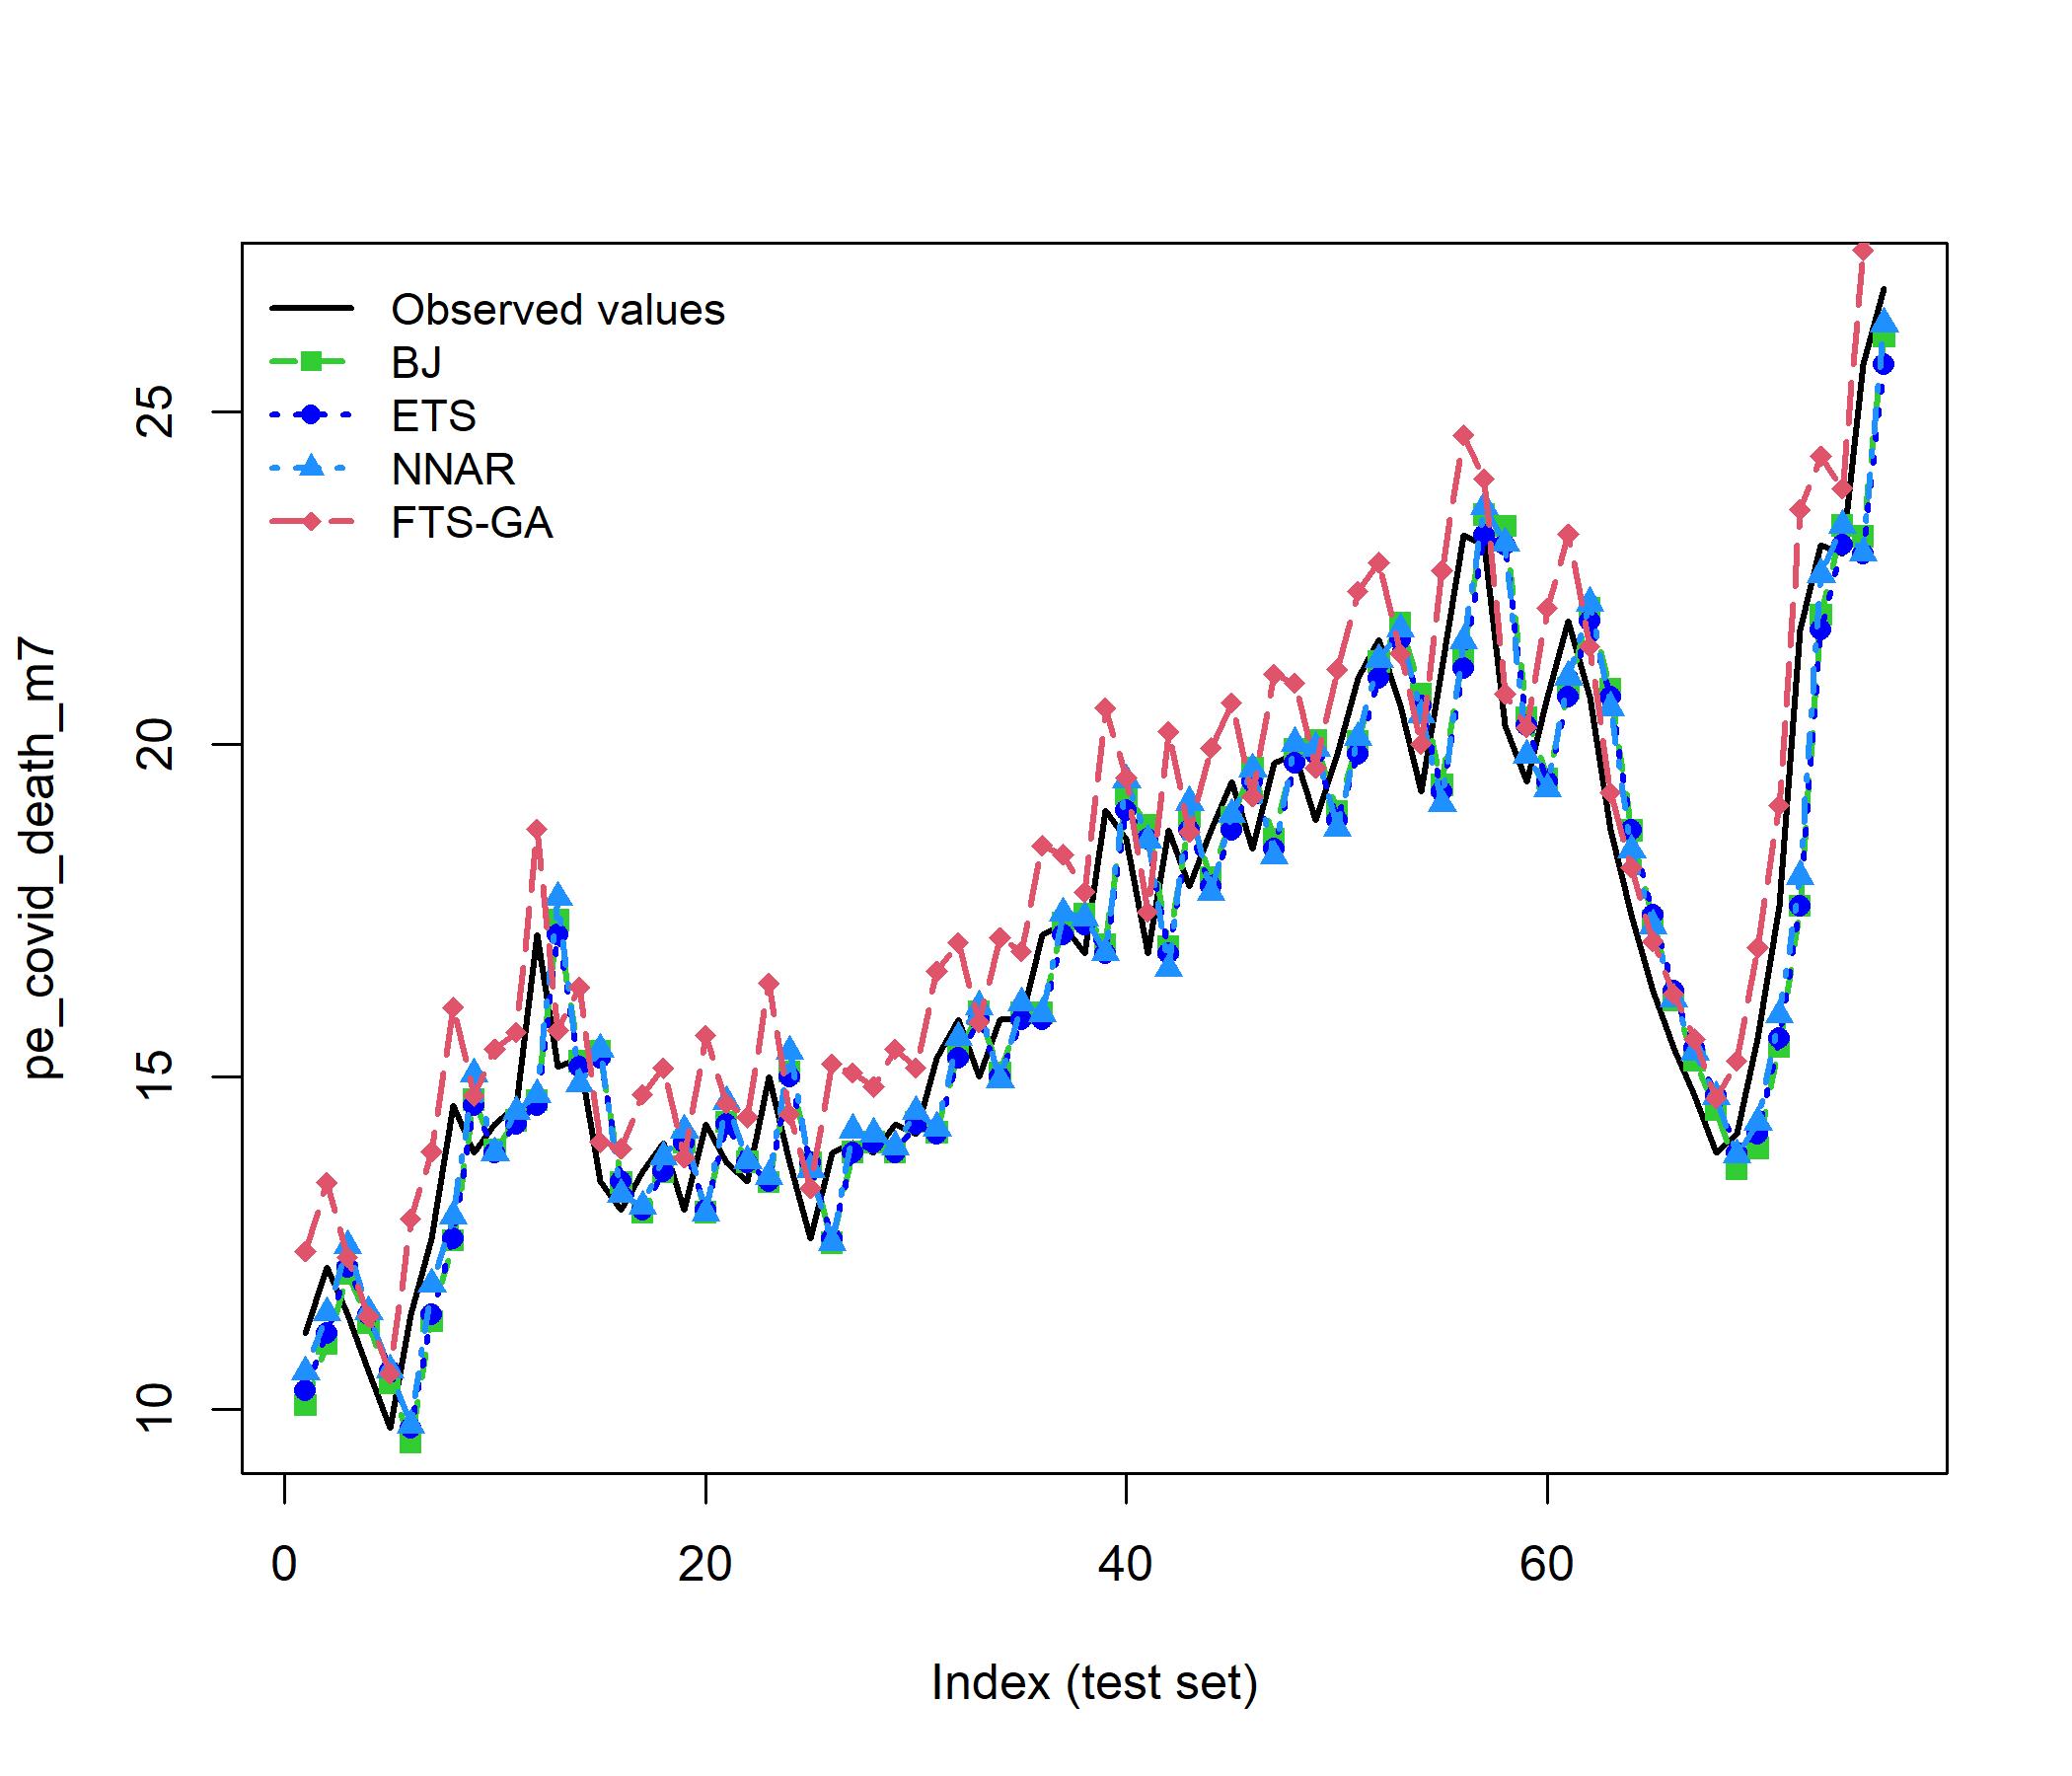 Observed values
BJ
ETS
NNAR
FTS-GA
25
20
15
10
pe_covid_death_m7
0 20 40 60
Index (test set)